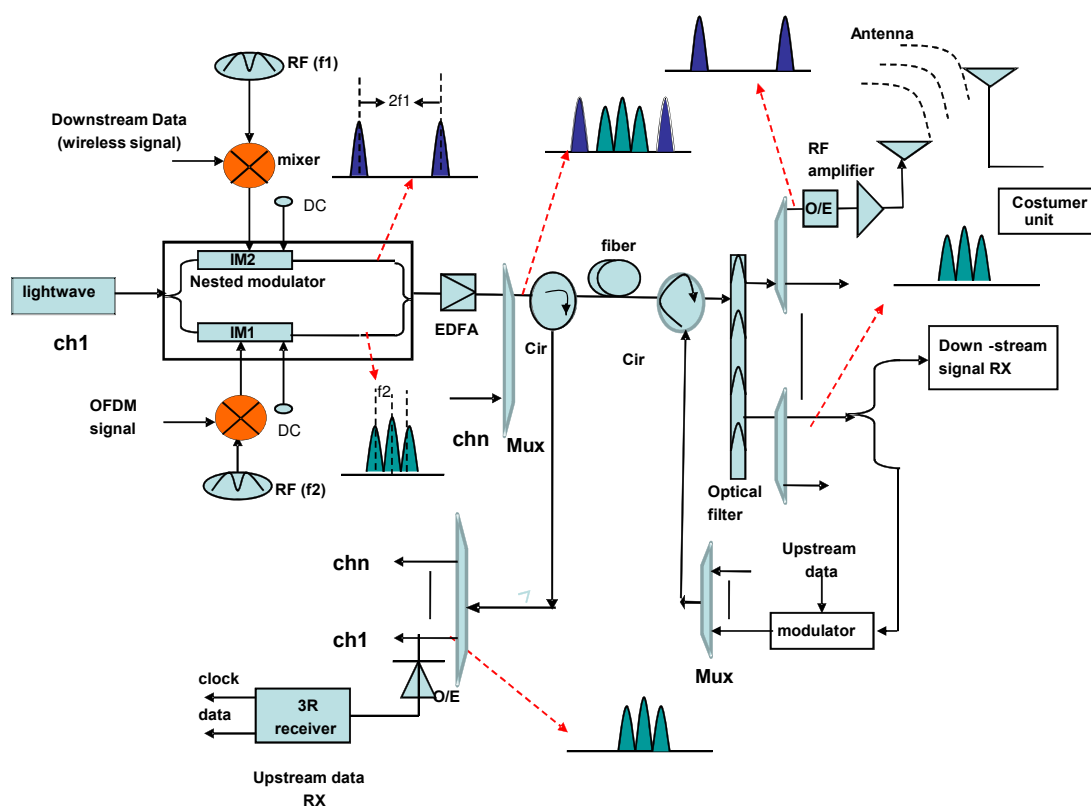 RF (f1)
Downstream Data
(wireless signal)
mixer
2f1
DC
IM2
Nested modulator
lightwave
ch1
IM1
OFDM
signal
DC
f2
RF (f2)
EDFA
chn
Mux
Cir
fiber
Cir
Antenna
RF
amplifier
O/E
Costumer
unit
Down -stream
signal RX
Optical
filter
Upstream
data
modulator
Mux
chn
ch1
O/E
clock
data
3R
receiver
Upstream data
RX